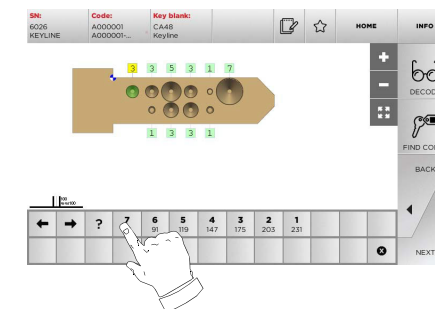 SN:
6026
KEYLINE
Code:
A000001
A000001-...
Key blank:
CA48
Keyline
HOME
INFO
3 3 5 3 1 7
1 3 3 1
DECOD
FIND CO
BACK
NEXT
? 7 6 5 4 3 2 1
91 119 147 175 203 231